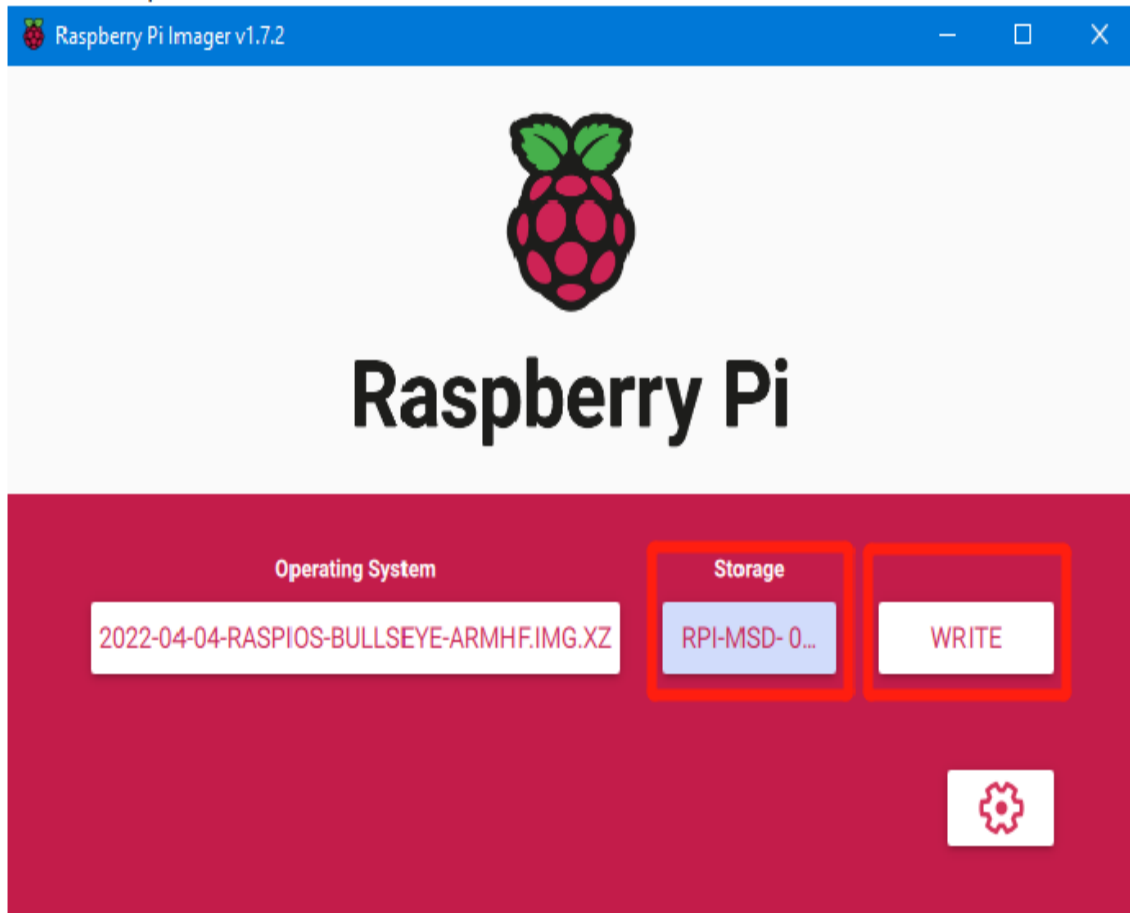 Raspberry Pi Imager v1.7.2
Raspberry Pi
Operating System
Storage
2022-04-04-RASPIOS-BULLSEYE-ARMHF.IMG.XZ
RPI-MSD- 0...
WRITE